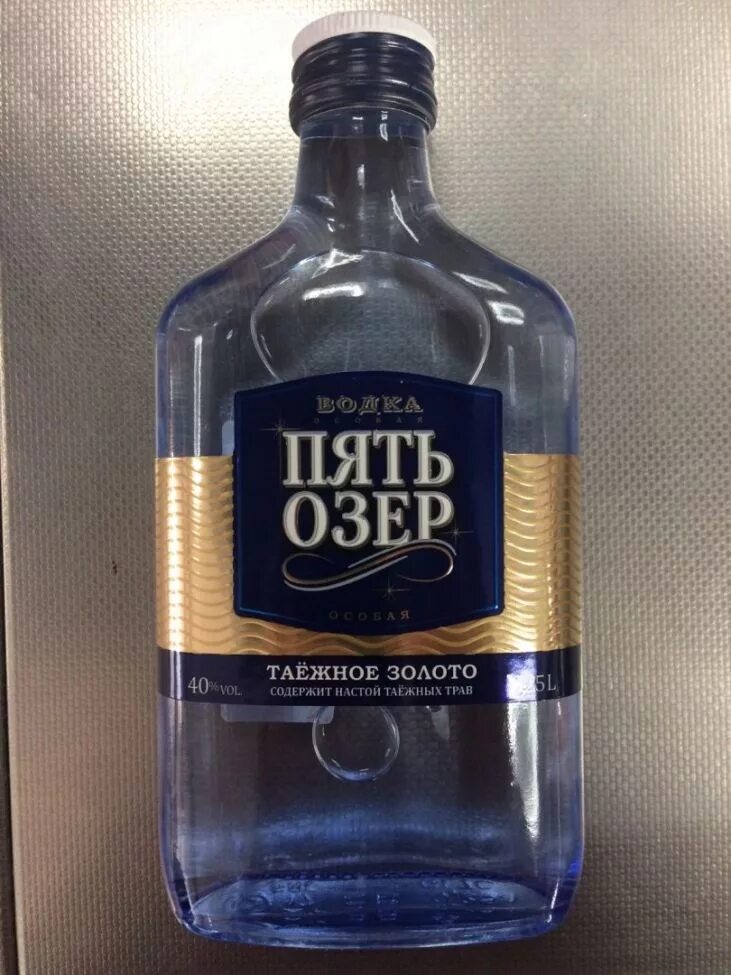 ВОДКА
ОСОБАЯ
ПЯТЬ
ОЗЕР
ОСОБАЯ
ТАЁЖНОЕ ЗОЛОТО
40% VOL. СОДЕРЖИТ НАСТОЙ ТАЁЖНЫХ ТРАВ